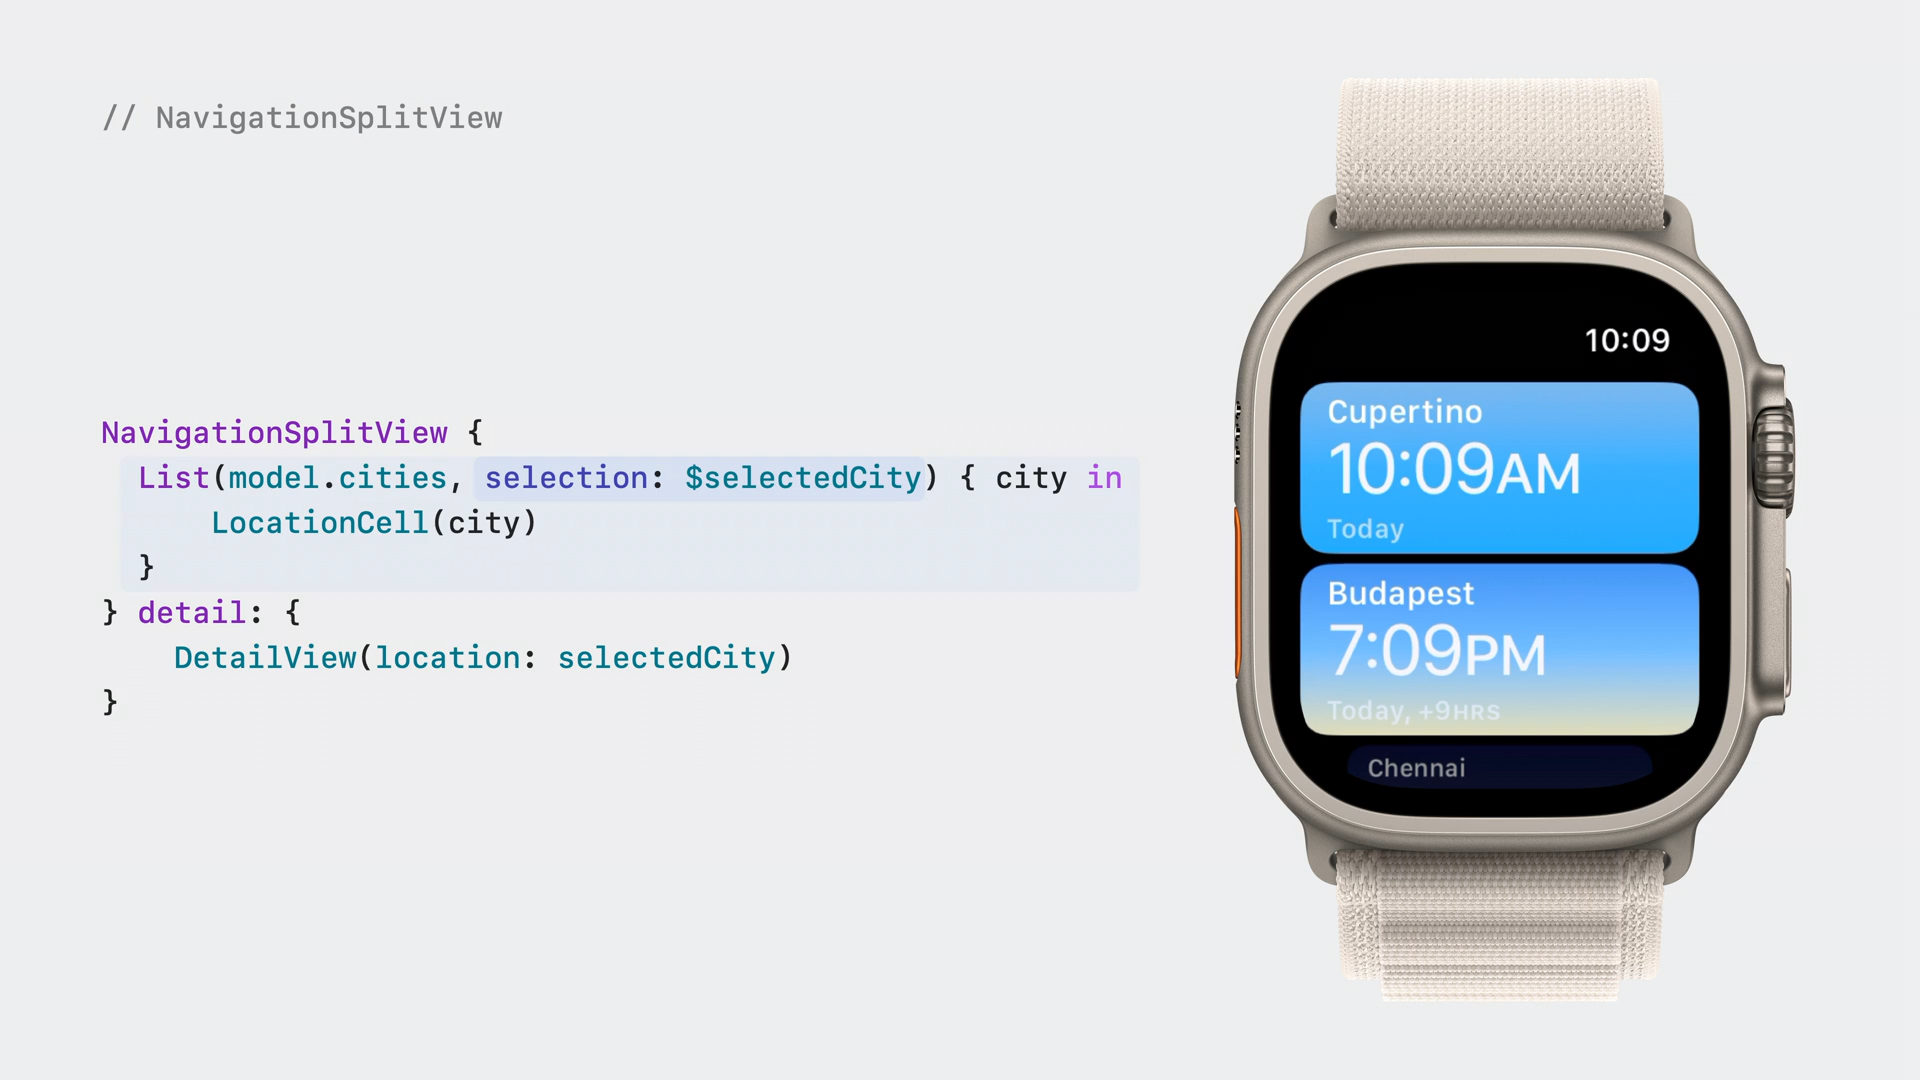 // NavigationSplitView
NavigationSplitView {
List(model.cities, selection: $selectedCity) { city in
LocationCell(city)
}
} detail: {
DetailView(location: selectedCity)
}
10:09
Cupertino
10:09AM
Today
Budapest
7:09PM
Today, +9HRS
Chennai